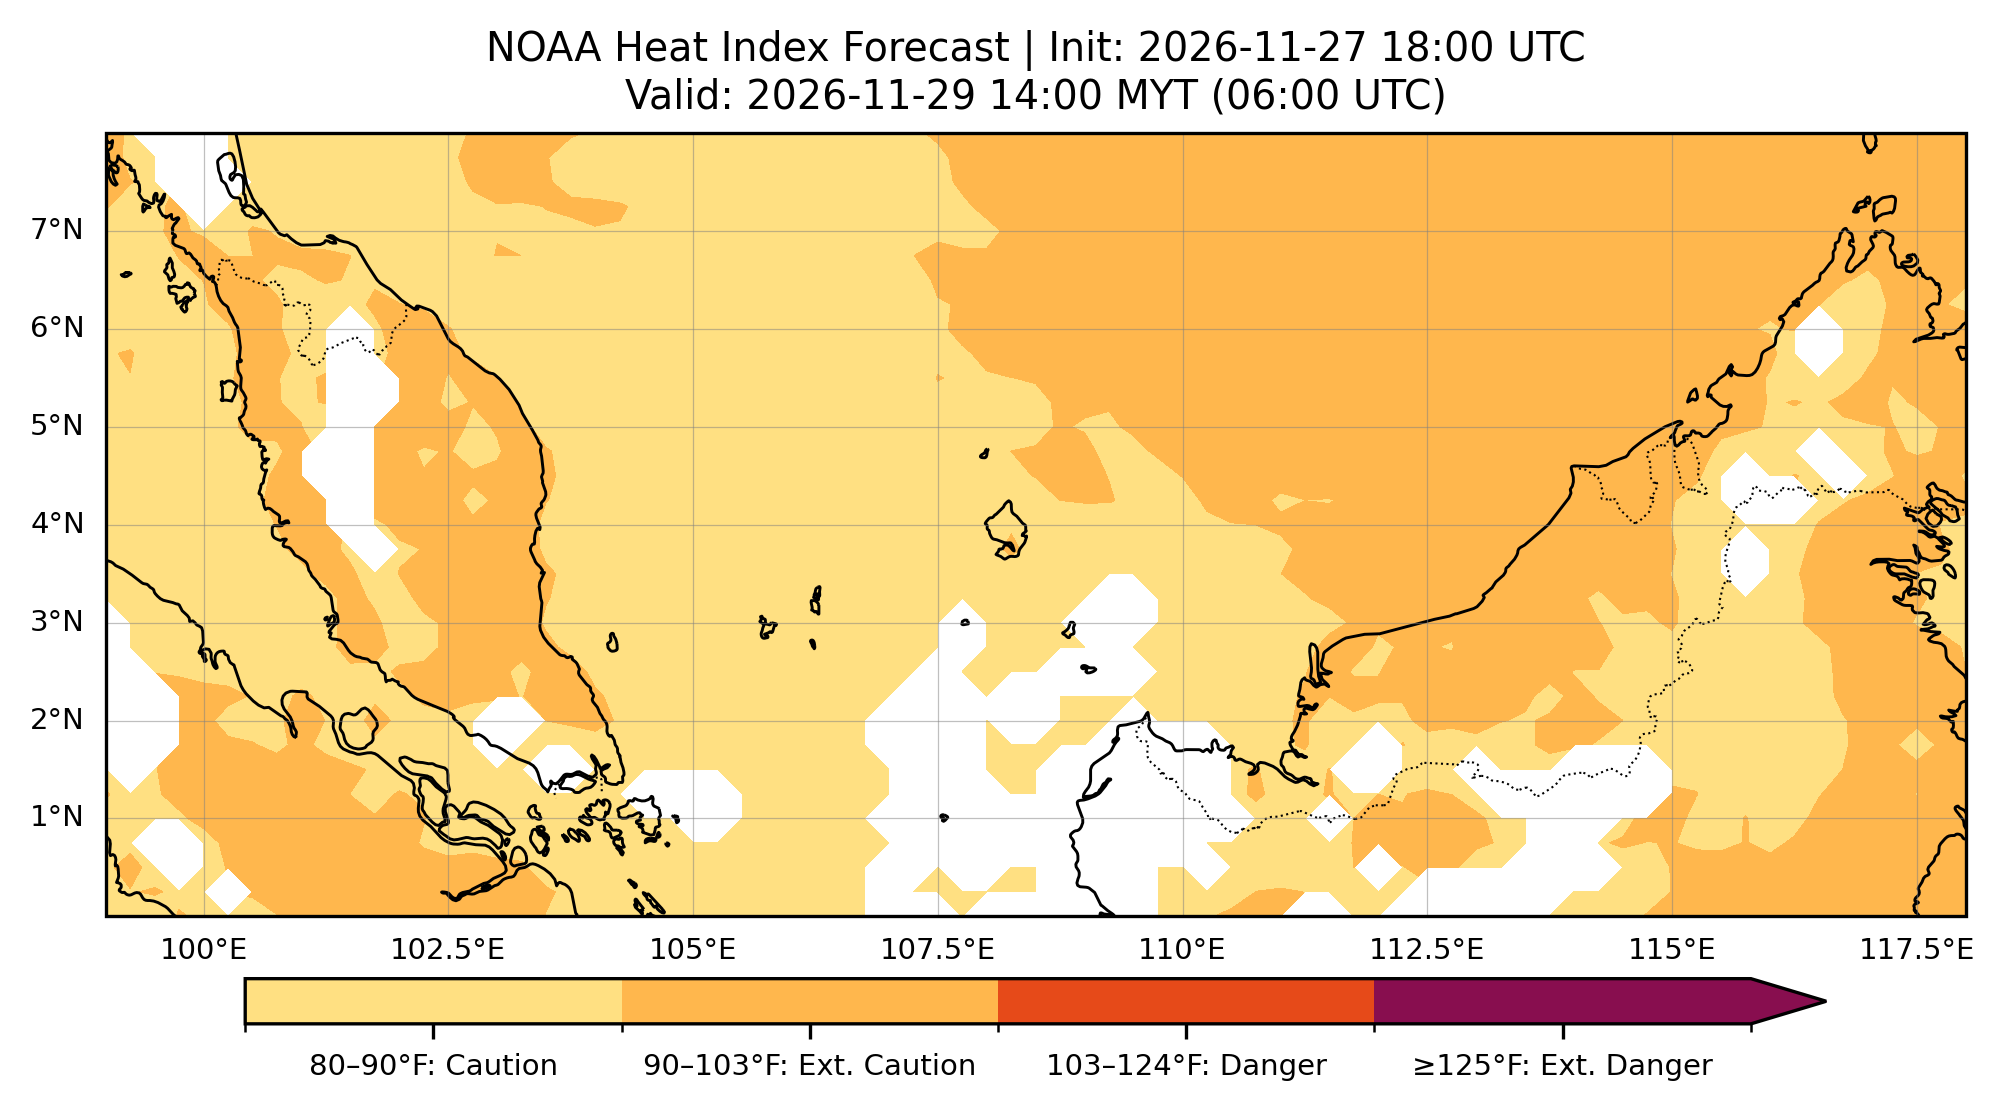 NOAA Heat Index Forecast | Init: 2026-11-27 18:00 UTC
Valid: 2026-11-29 14:00 MYT (06:00 UTC)
7°N
6°N
5°N
4°N
3°N
2°N
1°N
100°E 102.5°E 105°E 107.5°E 110°E 112.5°E 115°E 117.5°E
80–90°F: Caution 90–103°F: Ext. Caution 103–124°F: Danger ≥125°F: Ext. Danger